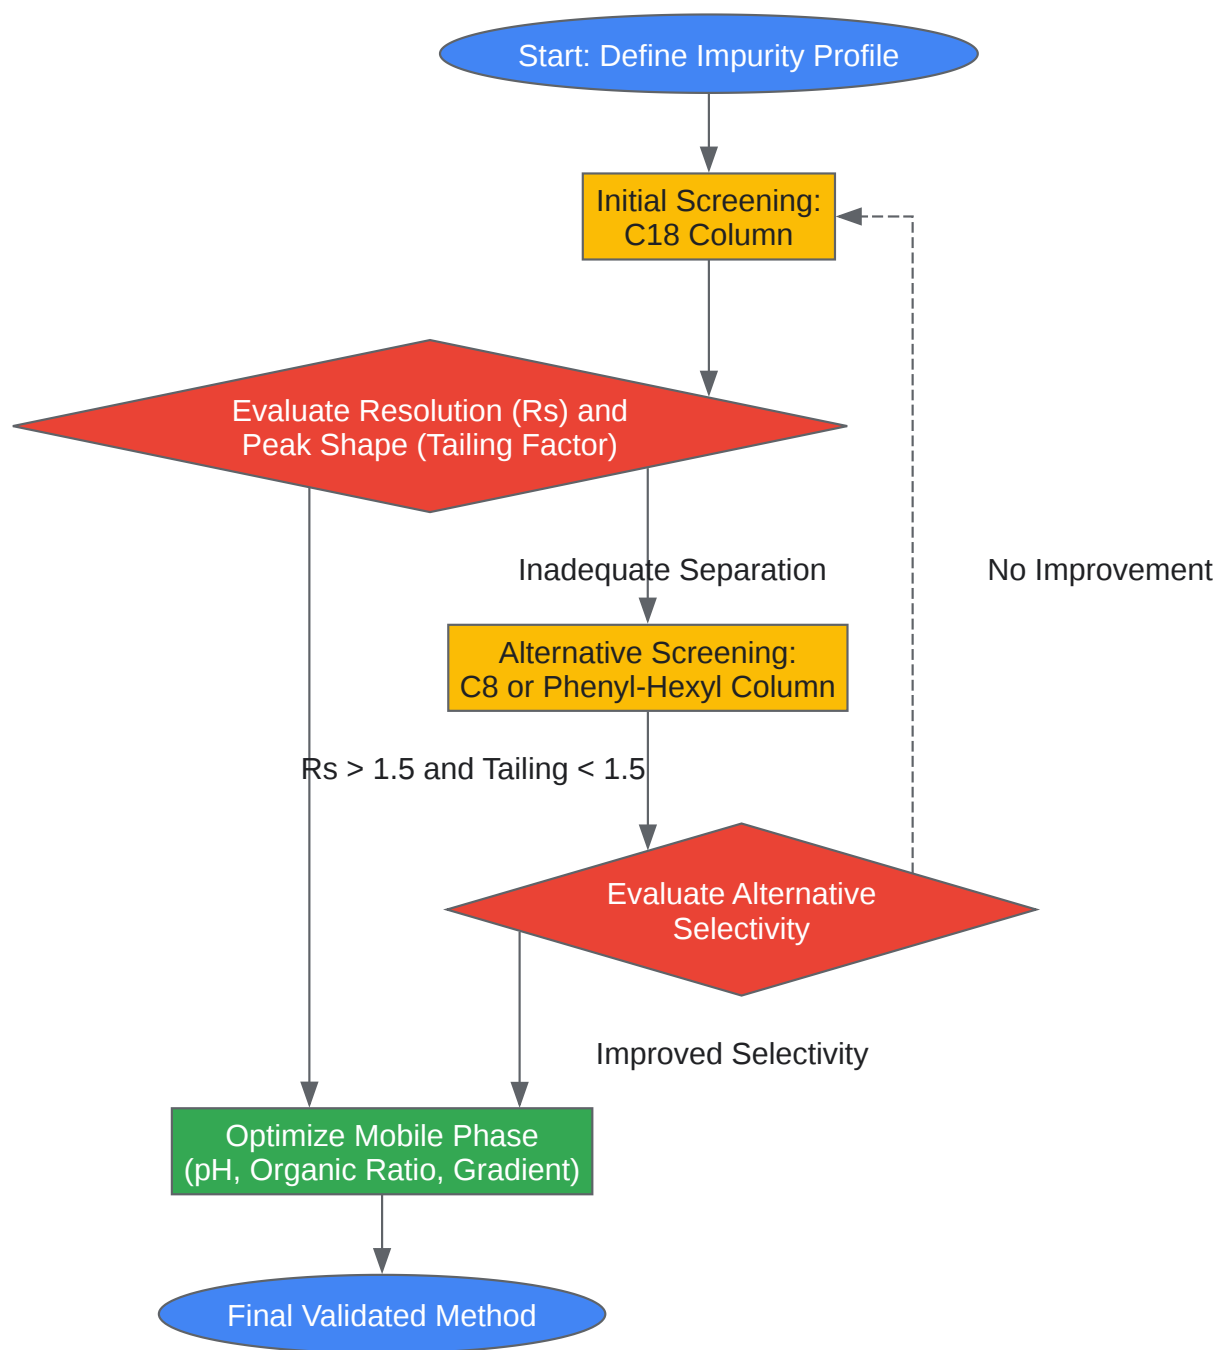 Start: Define Impurity Profile
Initial Screening:
C18 Column
Evaluate Resolution (Rs) and
Peak Shape (Tailing Factor)
Inadequate Separation
No Improvement
Alternative Screening:
C8 or Phenyl-Hexyl Column
Rs > 1.5 and Tailing < 1.5
Evaluate Alternative
Selectivity
Improved Selectivity
Optimize Mobile Phase
(pH, Organic Ratio, Gradient)
Final Validated Method